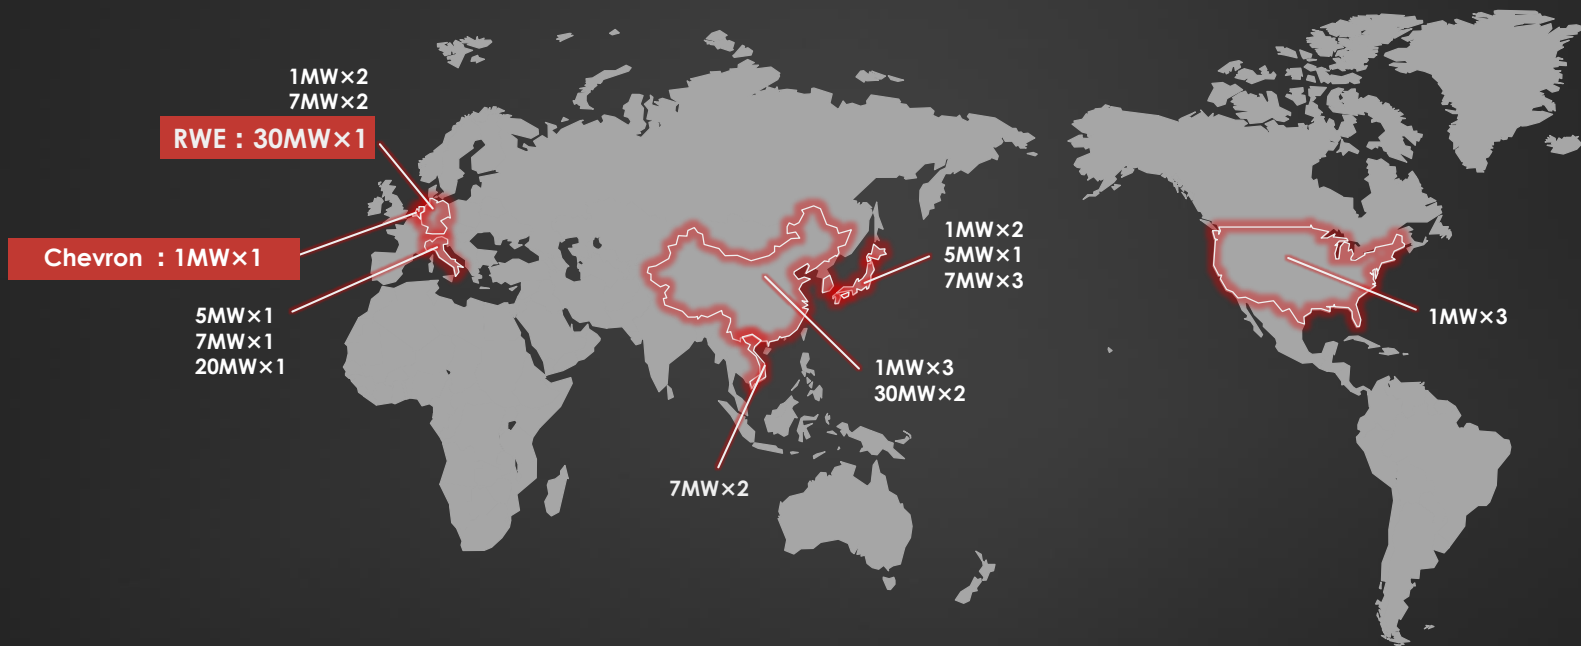 1MW×2
7MW×2
RWE：30MW×1
Chevron ：1MW×1
5MW×1
7MW×1
20MW×1
1MW×2
5MW×1
7MW×3
1MW×3
30MW×2
7MW×2
1MW×3